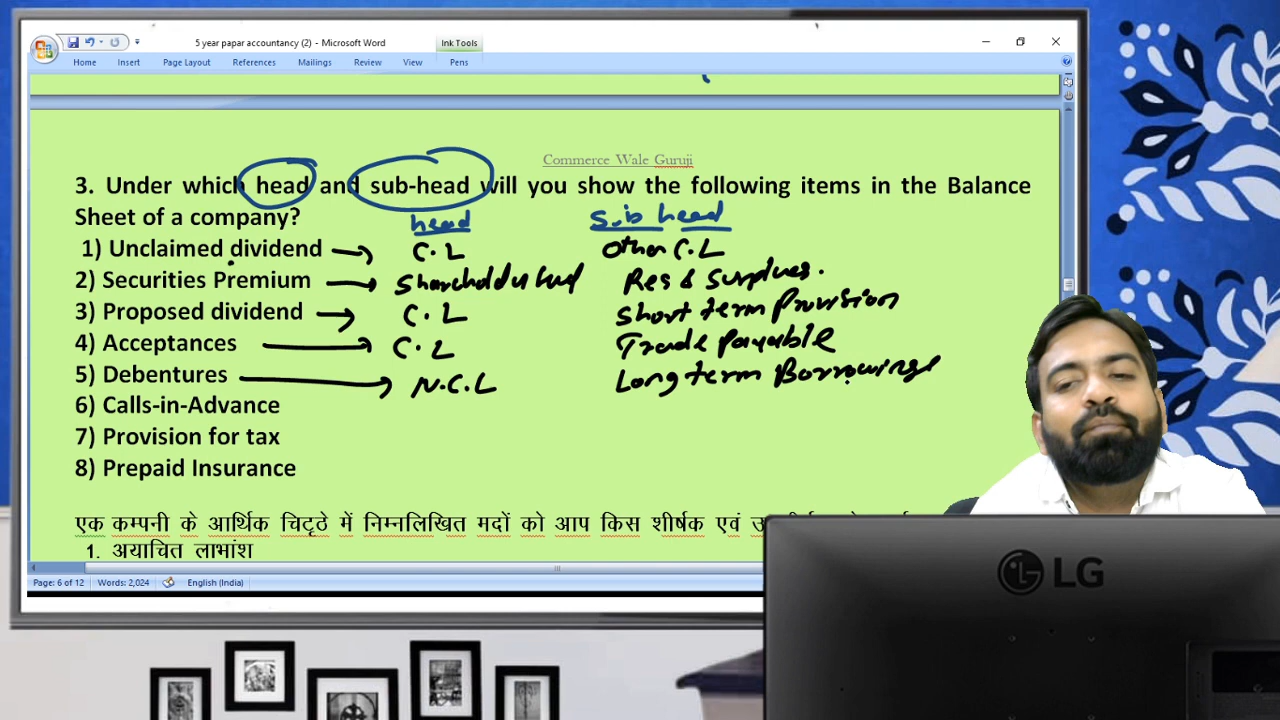 5 year papar accountancy (2) - Microsoft Word
Ink Tools
Home Insert Page Layout References Mailings Review View Pens
Commerce Wale Guruji
3. Under which head and sub-head will you show the following items in the Balance
Sheet of a company?
head Sub head
1) Unclaimed dividend C.L Other C.L
2) Securities Premium Res & Surplues.
3) Proposed dividend C.L Short term Provision
4) Acceptances C.L Trade Payable
5) Debentures N.C.L Long term Borrowings
6) Calls-in-Advance
7) Provision for tax
8) Prepaid Insurance
एक कम्पनी के आर्थिक चिट्ठे में निम्नलिखित मदों को आप किस शीर्षक एवं
1. अयाचित लाभांश
Page: 6 of 12 Words: 2,024 English (India)
LG